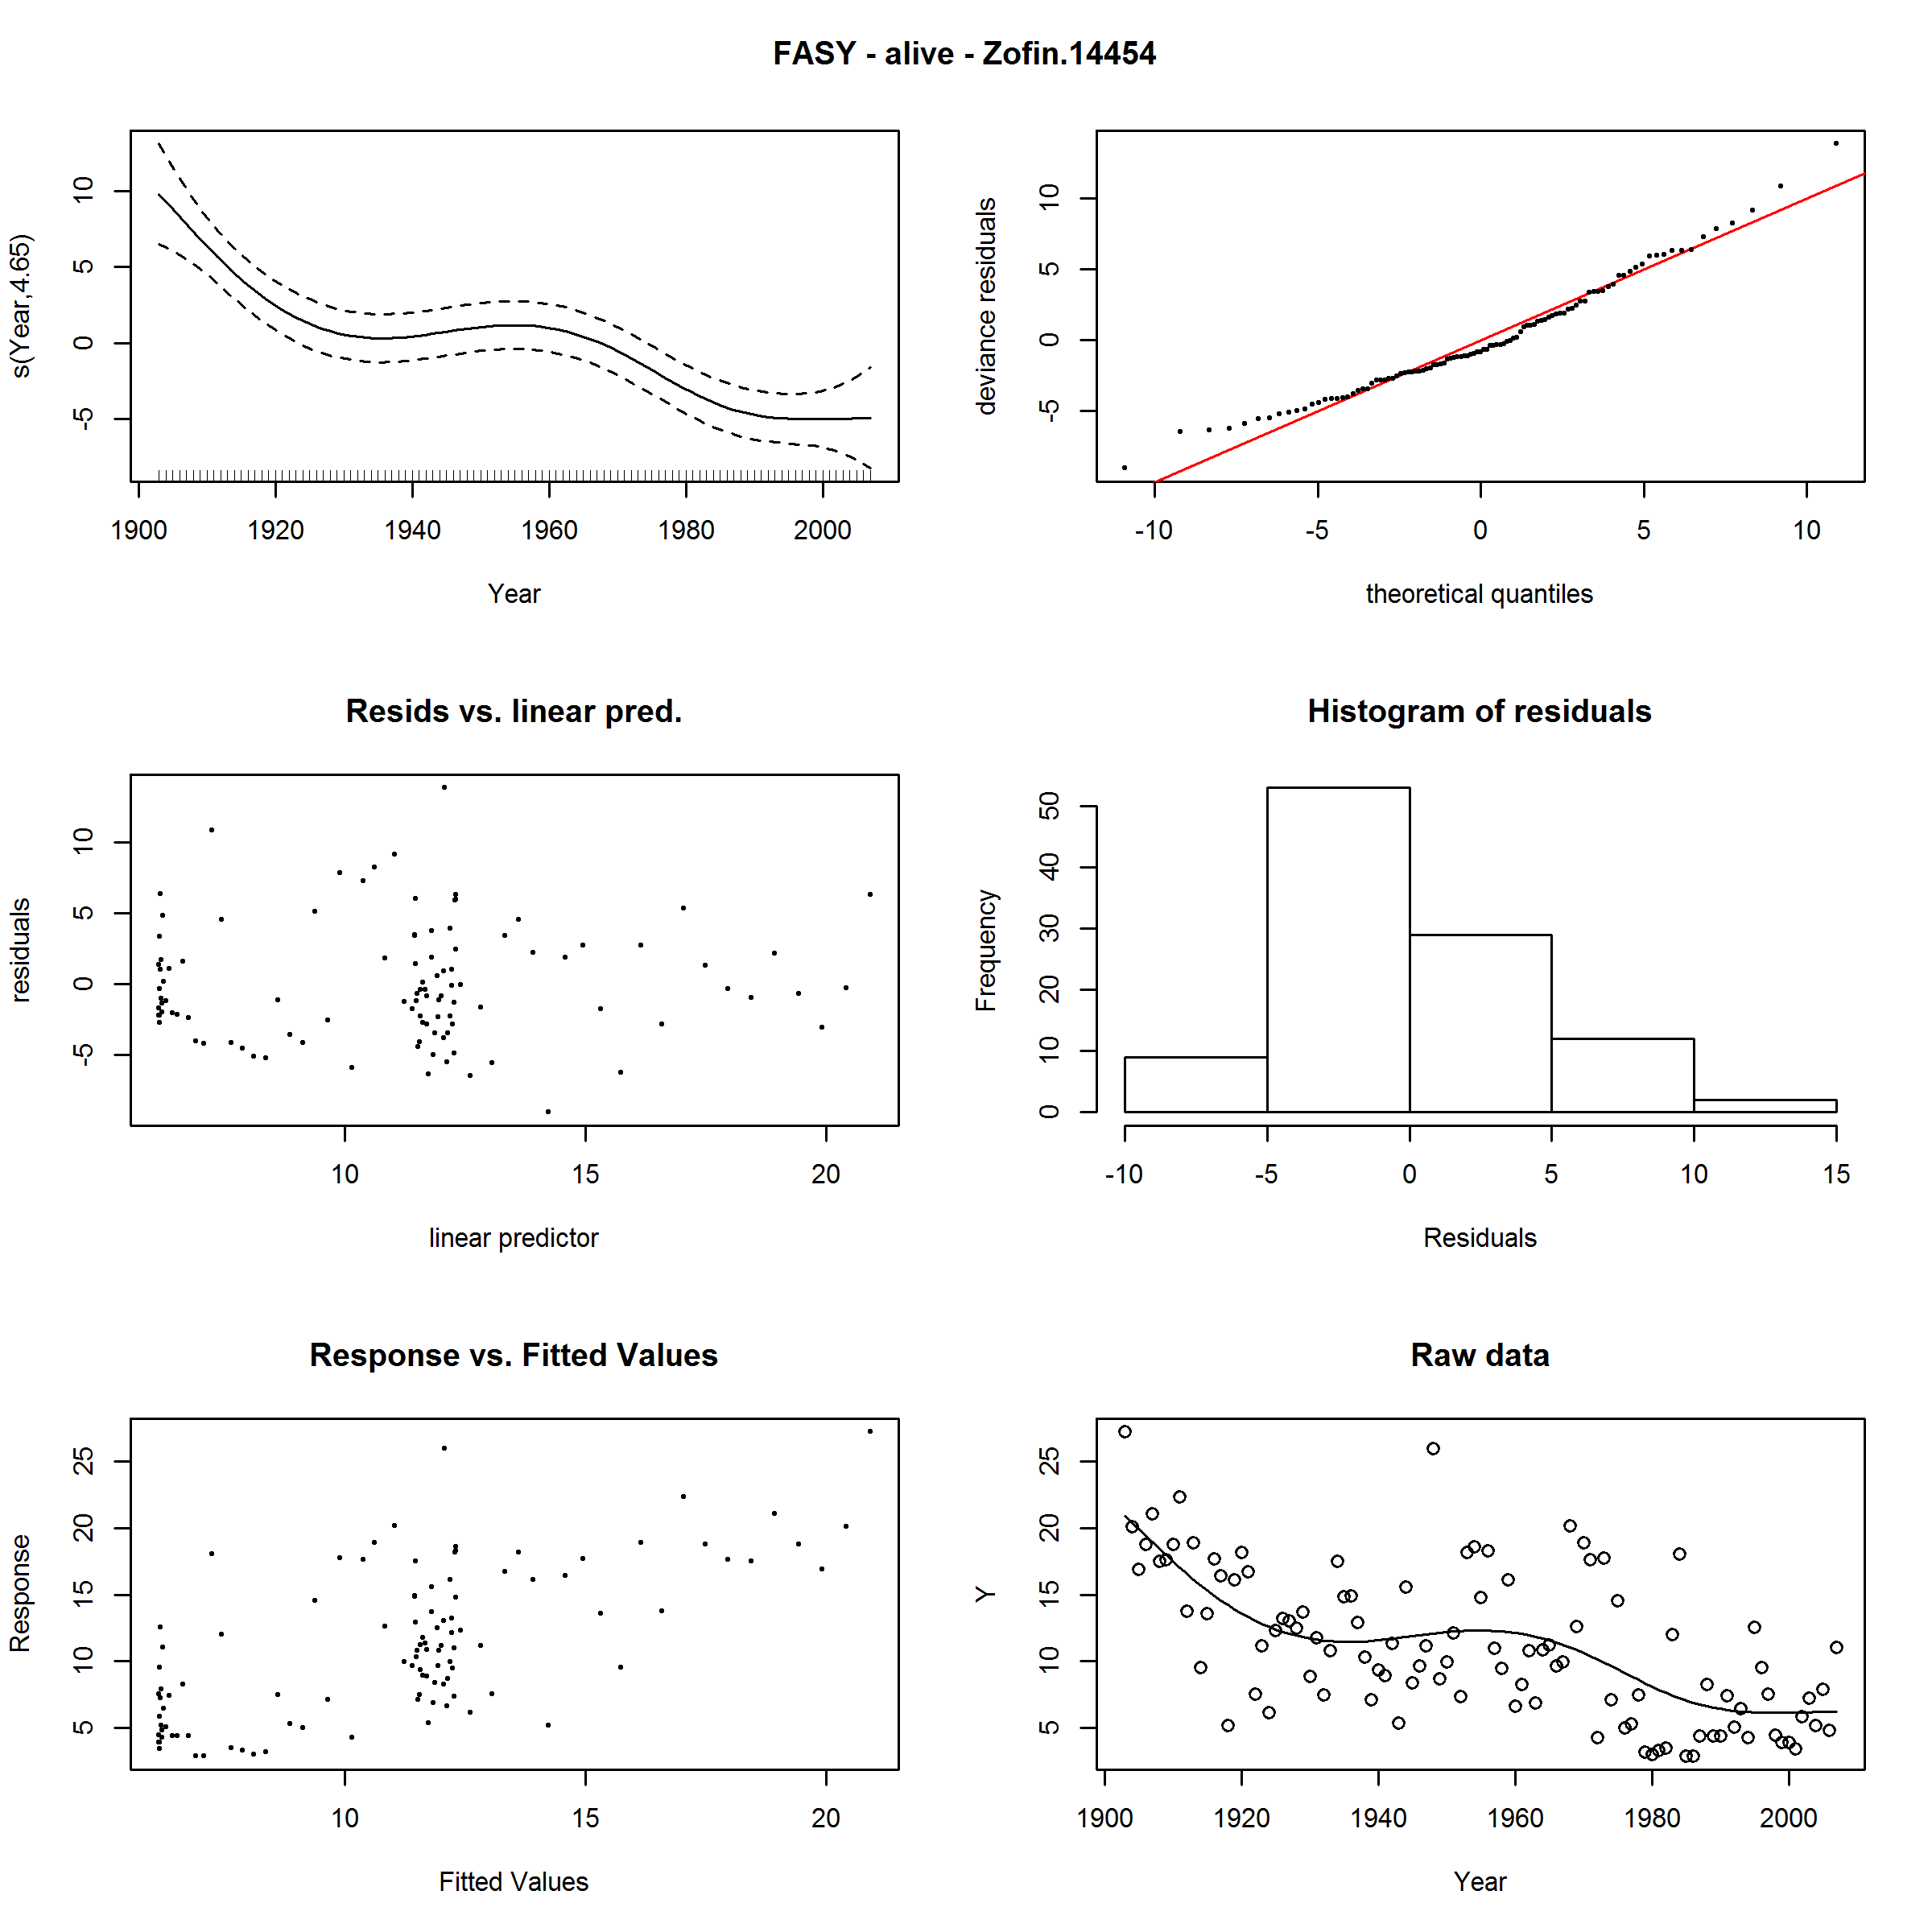 FASY - alive - Zofin.14454
s(Year,4.65)
-5 0 5 10
1900 1920 1940 1960 1980 2000
Year
deviance residuals
-5 0 5 10
-10 -5 0 5 10
theoretical quantiles
Resids vs. linear pred.
residuals
-5 0 5 10
10 15 20
linear predictor
Histogram of residuals
Frequency
0 10 20 30 40 50
-10 -5 0 5 10 15
Residuals
Response vs. Fitted Values
Response
5 10 15 20 25
10 15 20
Fitted Values
Raw data
Y
5 10 15 20 25
1900 1920 1940 1960 1980 2000
Year